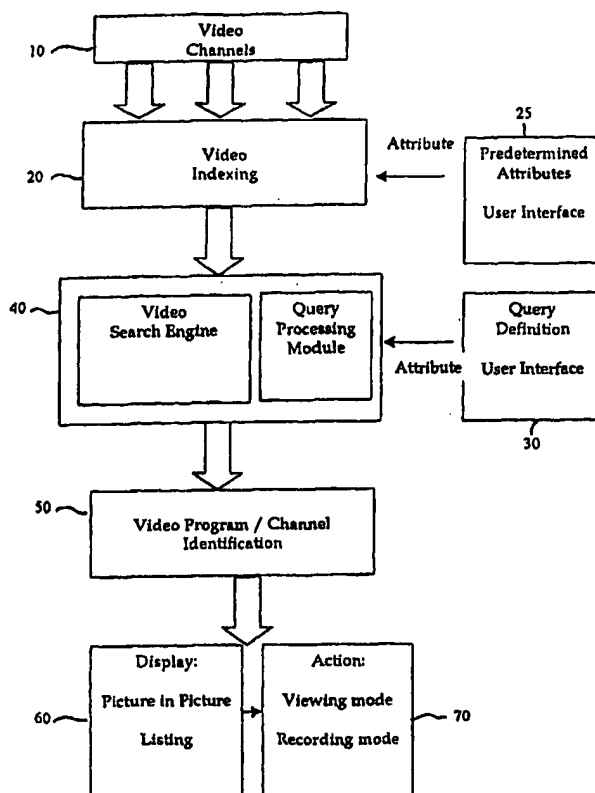 10
Video
Channels
20
Video
Indexing
Attribute
25
Predetermined
Attributes
User Interface
40
Video
Search Engine
Query
Processing
Module
Attribute
Query
Definition
User Interface
30
50
Video Program / Channel
Identification
60
Display:
Picture in Picture
Listing
Action:
Viewing mode
Recording mode
70